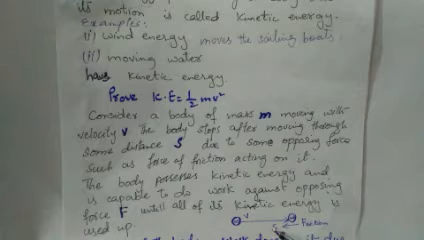 its motion is called Kinetic energy.
Examples:
(i) Wind energy moves the sailing boats.
(ii) moving water
has Kinetic energy.
Prove K.E=1/2 mv²
Consider a body of mass m moving with
velocity v The body stops after moving through
some distance S due to some opposing force
such as force of friction acting on it.
The body possesses kinetic energy and
is capable to do work against opposing
force F untill all of its kinetic energy is
used up.
v
S
Friction